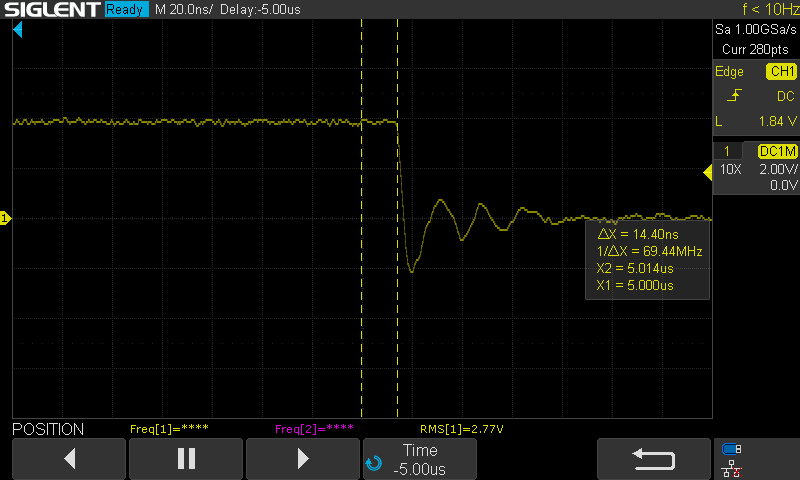 SIGLENT Ready M 20.0ns/ Delay:-5.00us f < 10Hz
Sa 1.00GSa/s
Curr 280pts
Edge CH1
DC
L 1.84 V
1 DC1M
10X 2.00V/
0.0V
1
ΔX = 14.40ns
1/ΔX = 69.44MHz
X2 = 5.014us
X1 = 5.000us
POSITION Freq[1]=**** Freq[2]=**** RMS[1]=2.77V
Time
-5.00us